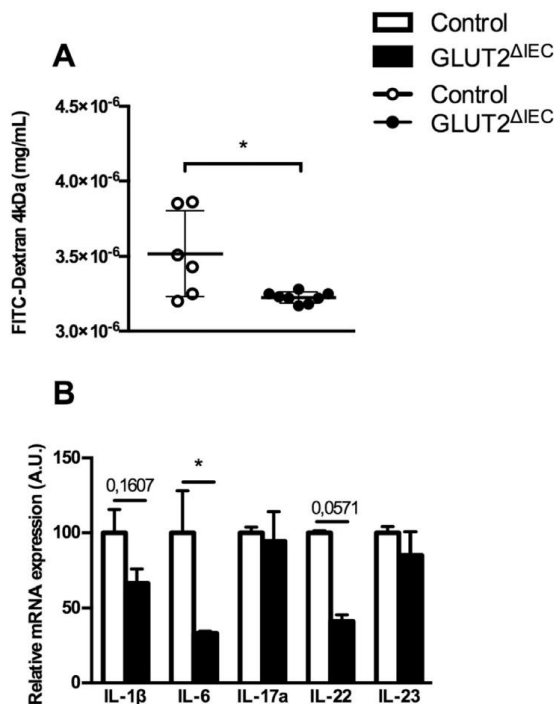 Control
GLUT2ΔIEC
Control
GLUT2ΔIEC
A
FITC-Dextran 4kDa (mg/mL)
4.5×10-6
4.0×10-6
3.5×10-6
3.0×10-6
*
B
Relative mRNA expression (A.U.)
150
100
50
0
0,1607
*
0,0571
IL-1β IL-6 IL-17a IL-22 IL-23